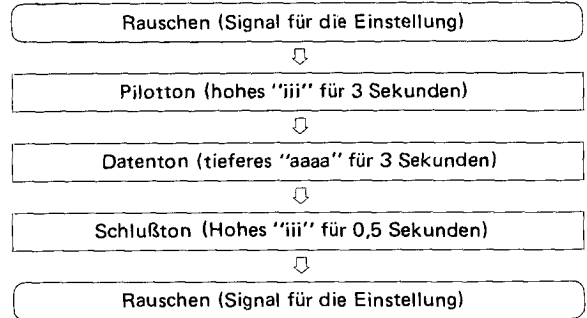 Rauschen (Signal für die Einstellung)
Pilotton (hohes "iii" für 3 Sekunden)
Datenton (tieferes "aaaa" für 3 Sekunden)
Schlußton (Hohes "iii" für 0,5 Sekunden)
Rauschen (Signal für die Einstellung)